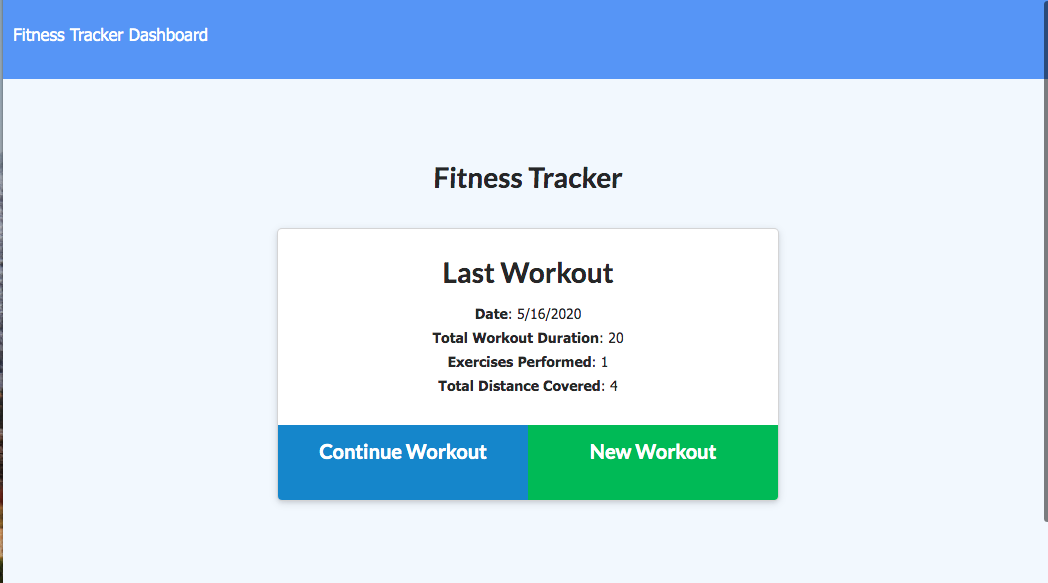 Fitness Tracker Dashboard
Fitness Tracker
Last Workout
Date: 5/16/2020
Total Workout Duration: 20
Exercises Performed: 1
Total Distance Covered: 4
Continue Workout
New Workout